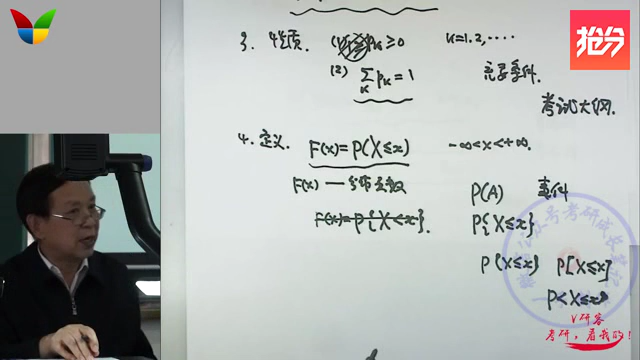 抢分
3. 性质. (1) Pₖ ≥ 0 k=1.2,....
(2) ∑ₖ Pₖ = 1 充要条件.
考试大纲.
4. 定义. F(x) = P(X≤x) -∞<x<+∞.
F(x) — 分布函数 P(A) 事件
F(x)=P{X<x}. P{X≤x}
P(X≤x) P[X≤x]
P<X≤x>
V研客
考研,看我的!